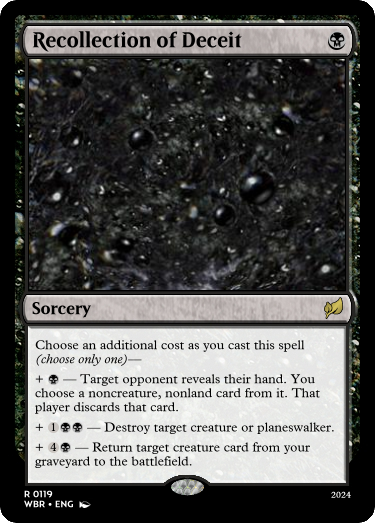 Recollection of Deceit
Sorcery
Choose an additional cost as you cast this spell
(choose only one)—
+ — Target opponent reveals their hand. You
choose a noncreature, nonland card from it. That
player discards that card.
+ 1 — Destroy target creature or planeswalker.
+ 4 — Return target creature card from your
graveyard to the battlefield.
R 0119
2024
WBR • ENG